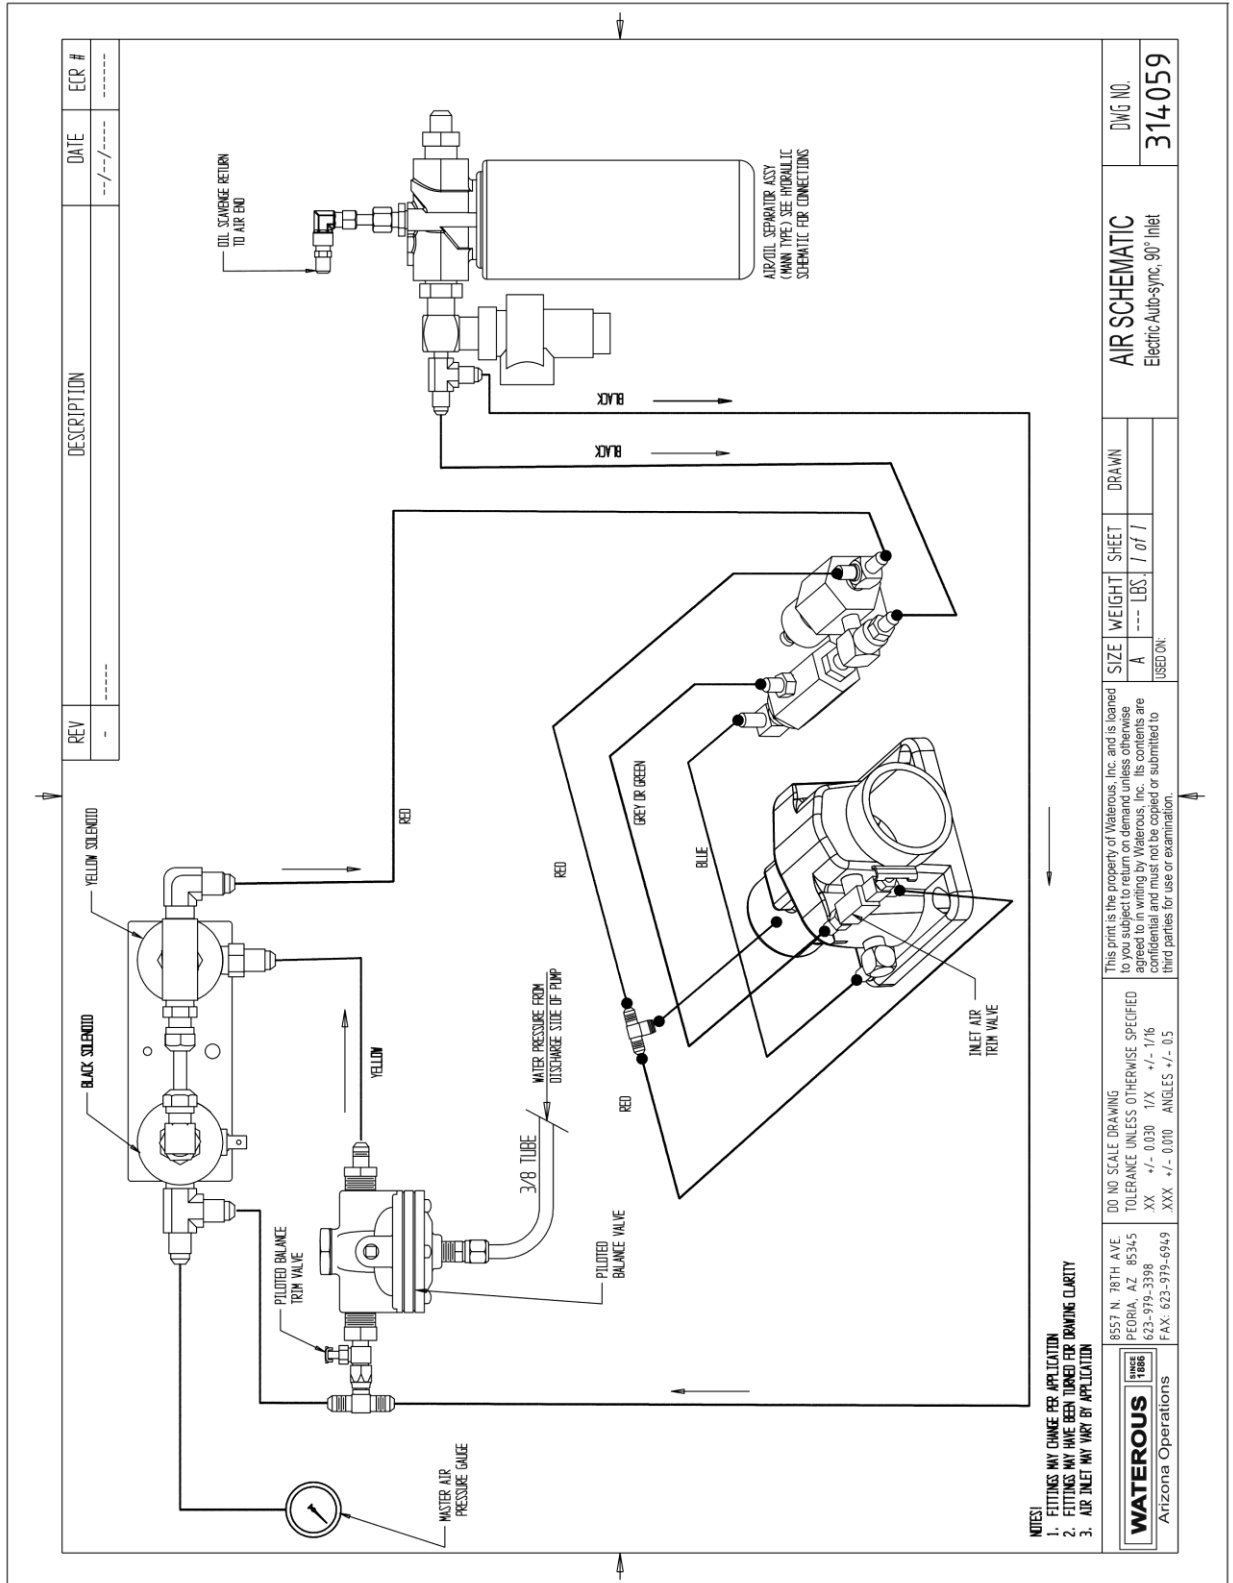 REV
DESCRIPTION
DATE
ECR #
-
-----
--/--/----
-----
OIL SCAVENGE RETURN
TO AIR END
AIR/OIL SEPARATOR ASSY
(MANN TYPE) SEE HYDRAULIC
SCHEMATIC FOR CONNECTIONS
BLACK
BLACK
YELLOW SOLENOID
BLACK SOLENOID
RED
YELLOW
WATER PRESSURE FROM
DISCHARGE SIDE OF PUMP
3/8 TUBE
PILOTED BALANCE
TRIM VALVE
PILOTED
BALANCE VALVE
MASTER AIR
PRESSURE GAUGE
RED
GREY OR GREEN
BLUE
RED
INLET AIR
TRIM VALVE
NOTES:
1. FITTINGS MAY CHANGE PER APPLICATION
2. FITTINGS MAY HAVE BEEN TURNED FOR DRAWING CLARITY
3. AIR INLET MAY VARY BY APPLICATION
WATEROUS
SINCE
1886
Arizona Operations
8557 N. 78TH AVE.
PEORIA, AZ 85345
623-979-3398
FAX: 623-979-6949
DO NO SCALE DRAWING
TOLERANCE UNLESS OTHERWISE SPECIFIED
.XX +/- 0.030 1/X +/- 1/16
.XXX +/- 0.010 ANGLES +/- 0.5
This print is the property of Waterous, Inc. and is loaned
to you subject to return on demand unless otherwise
agreed to in writing by Waterous, Inc. Its contents are
confidential and must not be copied or submitted to
third parties for use or examination.
SIZE
WEIGHT
SHEET
DRAWN
A
--- LBS.
1 of 1
USED ON:
AIR SCHEMATIC
Electric Auto-sync, 90° Inlet
DWG NO.
314059